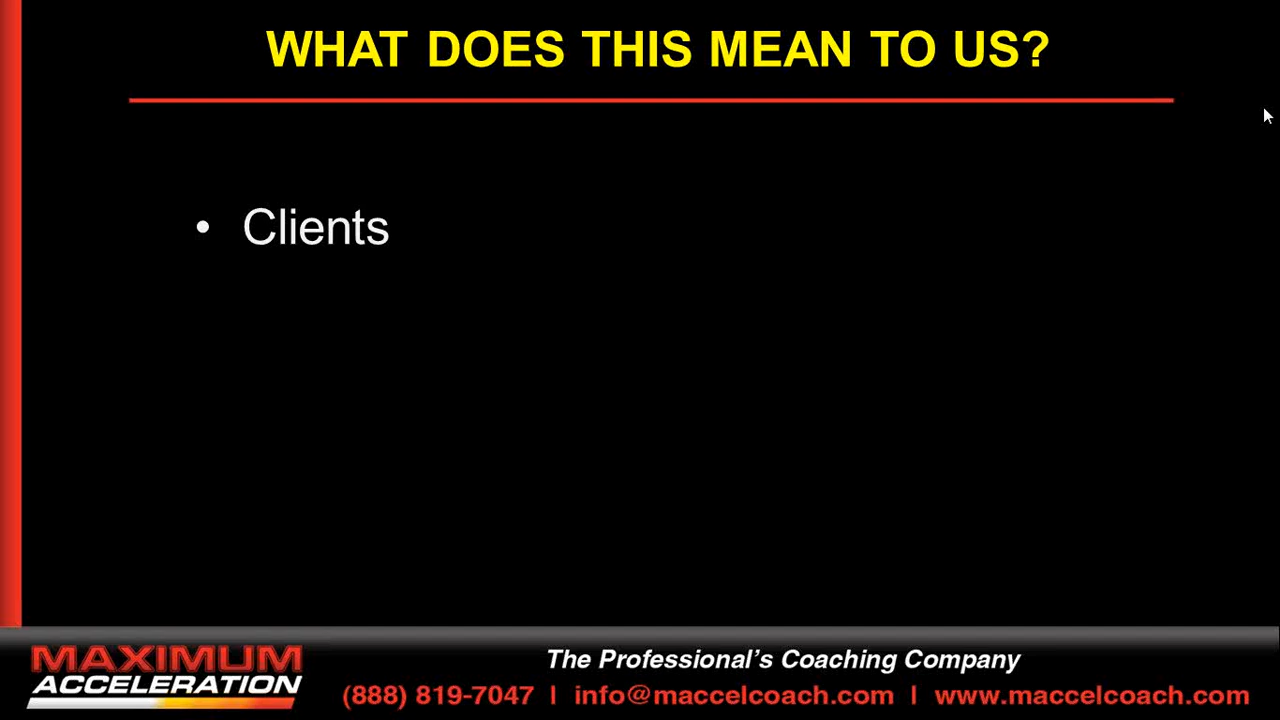 WHAT DOES THIS MEAN TO US?
• Clients
MAXIMUM
ACCELERATION
The Professional's Coaching Company
(888) 819-7047 | info@maccelcoach.com | www.maccelcoach.com